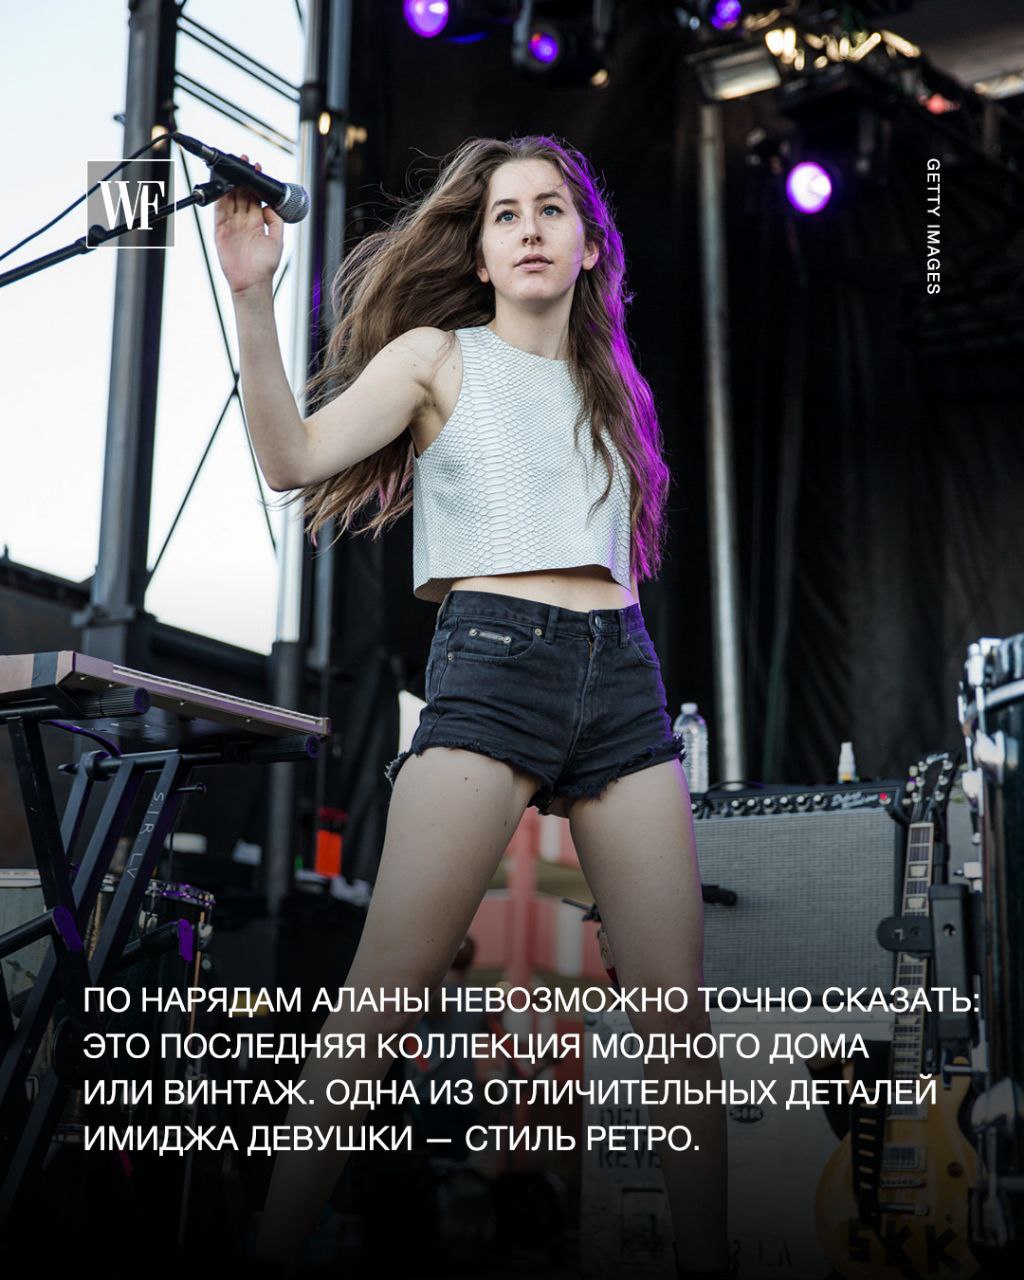 WF
GETTY IMAGES
S.I.R. LV
ПО НАРЯДАМ АЛАНЫ НЕВОЗМОЖНО ТОЧНО СКАЗАТЬ:
ЭТО ПОСЛЕДНЯЯ КОЛЛЕКЦИЯ МОДНОГО ДОМА
ИЛИ ВИНТАЖ. ОДНА ИЗ ОТЛИЧИТЕЛЬНЫХ ДЕТАЛЕЙ
ИМИДЖА ДЕВУШКИ — СТИЛЬ РЕТРО.